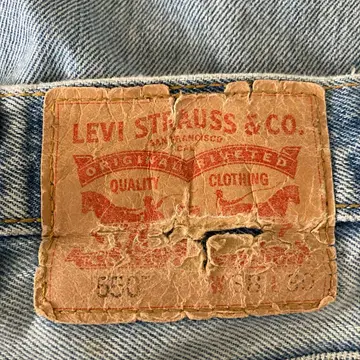 LEVI STRAUSS & CO.
SAN FRANCISCO
ORIGINAL RIVETED
QUALITY CLOTHING
550